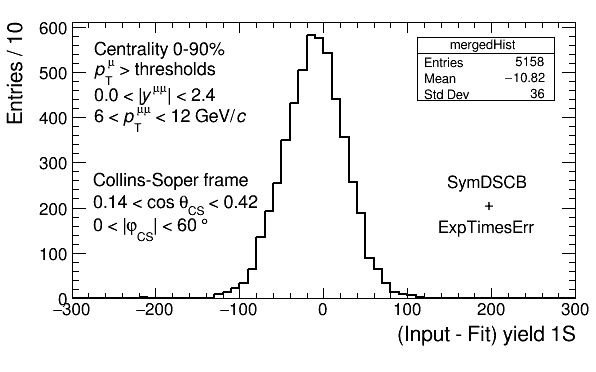 Entries / 10
600
500
400
300
200
100
0
Centrality 0-90%
p_T^μ > thresholds
0.0 < |y^μμ| < 2.4
6 < p_T^μμ < 12 GeV/c
Collins-Soper frame
0.14 < cos θ_CS < 0.42
0 < |φ_CS| < 60 °
mergedHist
Entries 5158
Mean −10.82
Std Dev 36
SymDSCB
+
ExpTimesErr
−300 −200 −100 0 100 200 300
(Input - Fit) yield 1S